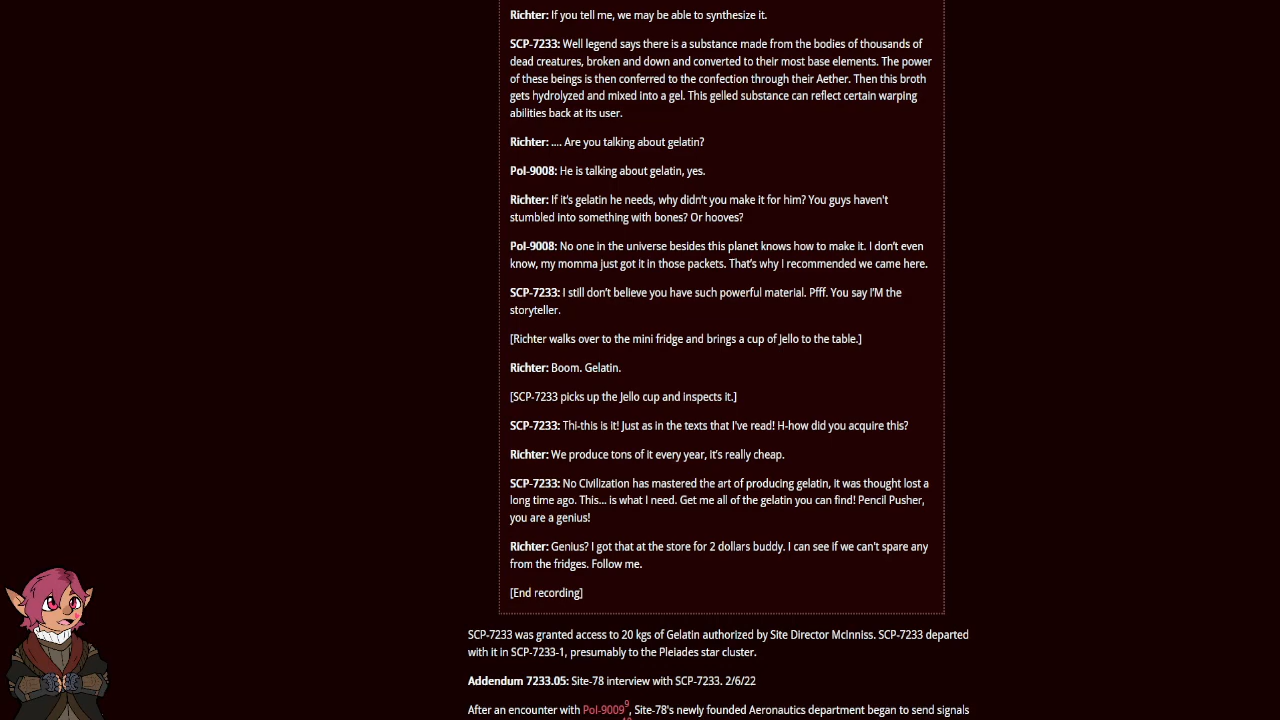 Richter: If you tell me, we may be able to synthesize it.
SCP-7233: Well legend says there is a substance made from the bodies of thousands of
dead creatures, broken and down and converted to their most base elements. The power
of these beings is then conferred to the confection through their Aether. Then this broth
gets hydrolyzed and mixed into a gel. This gelled substance can reflect certain warping
abilities back at its user.
Richter: .... Are you talking about gelatin?
PoI-9008: He is talking about gelatin, yes.
Richter: If it's gelatin he needs, why didn't you make it for him? You guys haven't
stumbled into something with bones? Or hooves?
PoI-9008: No one in the universe besides this planet knows how to make it. I don't even
know, my momma just got it in those packets. That's why I recommended we came here.
SCP-7233: I still don't believe you have such powerful material. Pfff. You say I'M the
storyteller.
[Richter walks over to the mini fridge and brings a cup of Jello to the table.]
Richter: Boom. Gelatin.
[SCP-7233 picks up the Jello cup and inspects it.]
SCP-7233: Thi-this is it! Just as in the texts that I've read! H-how did you acquire this?
Richter: We produce tons of it every year, it's really cheap.
SCP-7233: No Civilization has mastered the art of producing gelatin, it was thought lost a
long time ago. This... is what I need. Get me all of the gelatin you can find! Pencil Pusher,
you are a genius!
Richter: Genius? I got that at the store for 2 dollars buddy. I can see if we can't spare any
from the fridges. Follow me.
[End recording]
SCP-7233 was granted access to 20 kgs of Gelatin authorized by Site Director McInniss. SCP-7233 departed
with it in SCP-7233-1, presumably to the Pleiades star cluster.
Addendum 7233.05: Site-78 interview with SCP-7233. 2/6/22
After an encounter with PoI-9009⁹, Site-78's newly founded Aeronautics department began to send signals